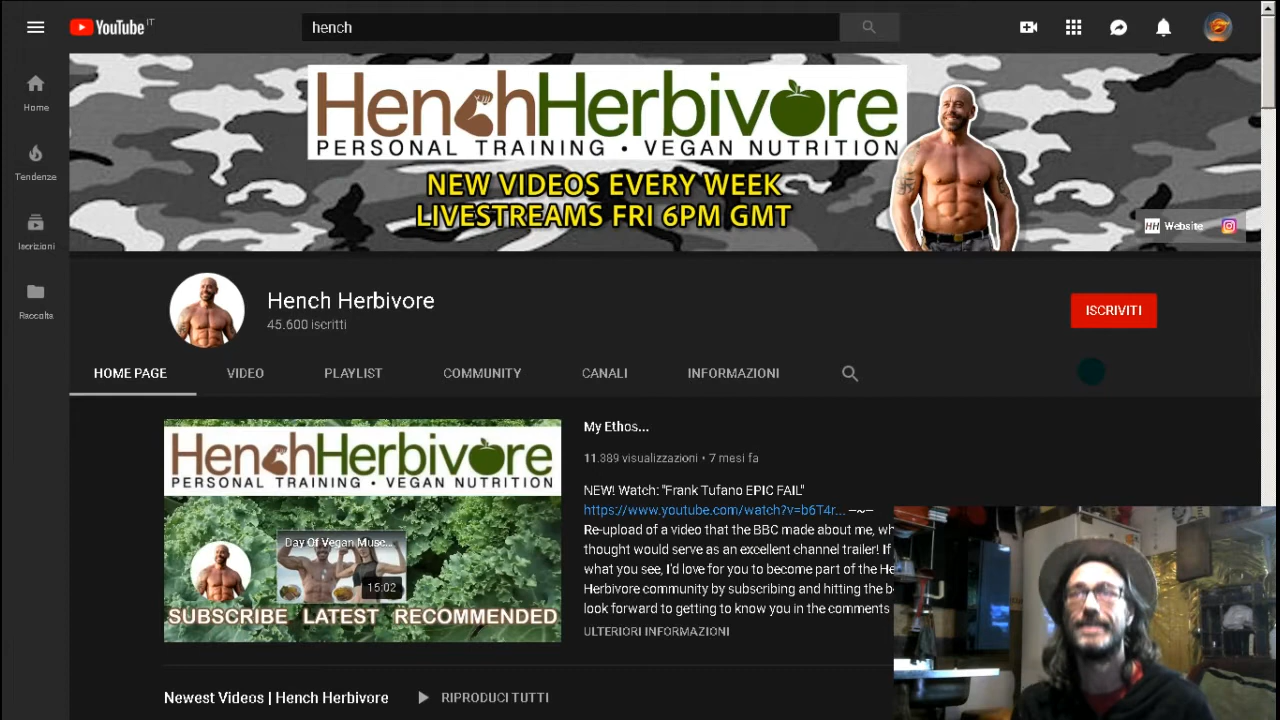 YouTube IT
hench
Home
Tendenze
Iscrizioni
Raccolta
HenchHerbivore
PERSONAL TRAINING • VEGAN NUTRITION
NEW VIDEOS EVERY WEEK
LIVESTREAMS FRI 6PM GMT
HH Website
Hench Herbivore
45.600 iscritti
ISCRIVITI
HOME PAGE
VIDEO
PLAYLIST
COMMUNITY
CANALI
INFORMAZIONI
HenchHerbivore
PERSONAL TRAINING • VEGAN NUTRITION
Day Of Vegan Musc...
15:02
SUBSCRIBE LATEST RECOMMENDED
My Ethos...
11.389 visualizzazioni • 7 mesi fa
NEW! Watch: "Frank Tufano EPIC FAIL"
https://www.youtube.com/watch?v=b6T4r... –~–
Re-upload of a video that the BBC made about me, wh
thought would serve as an excellent channel trailer! If
what you see, I'd love for you to become part of the He
Herbivore community by subscribing and hitting the b
look forward to getting to know you in the comments
ULTERIORI INFORMAZIONI
Newest Videos | Hench Herbivore
RIPRODUCI TUTTI